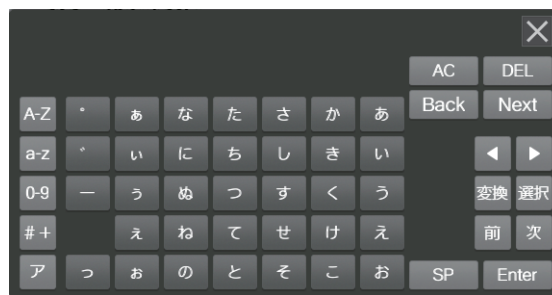 ×
AC DEL
A-Z ゜ ぁ な た さ か あ Back Next
a-z ゛ ぃ に ち し き い ◀ ▶
0-9 ー ぅ ぬ つ す く う 変換 選択
#+ ぇ ね て せ け え 前 次
ア っ ぉ の と そ こ お SP Enter